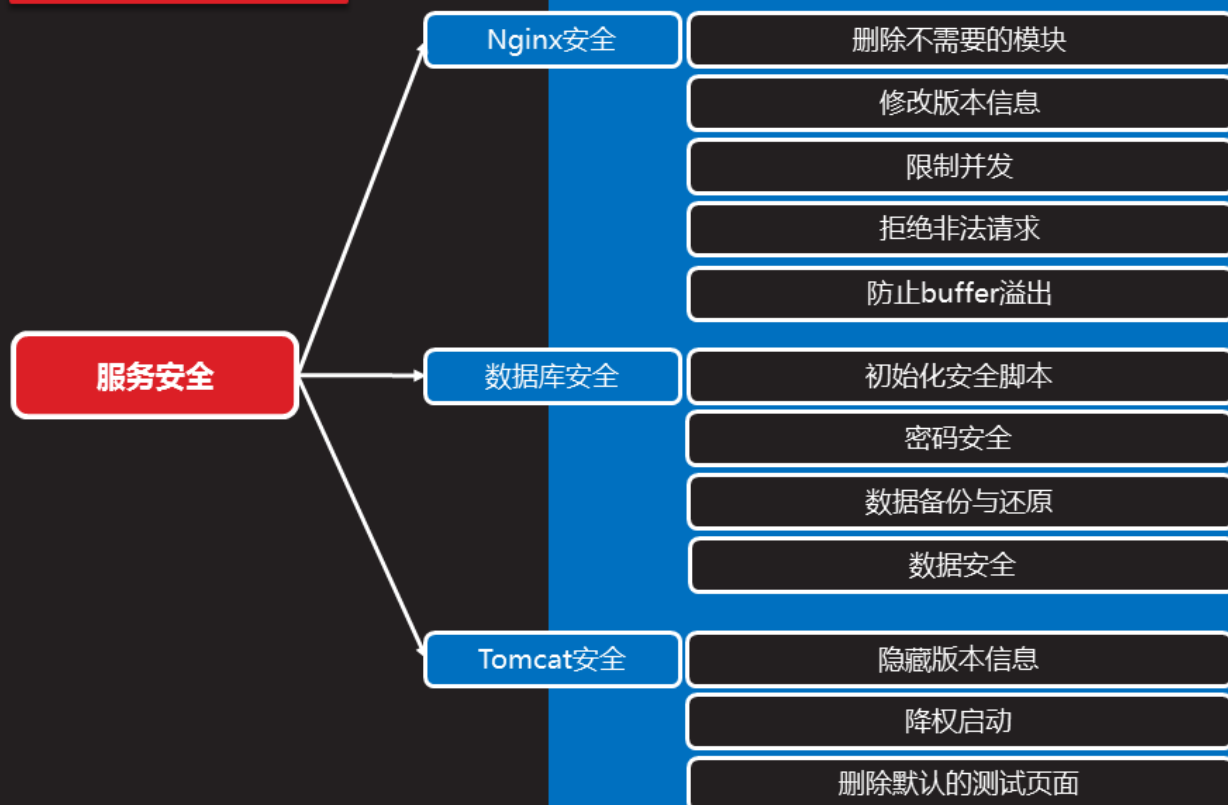 Nginx安全
删除不需要的模块
修改版本信息
限制并发
拒绝非法请求
防止buffer溢出
服务安全
数据库安全
初始化安全脚本
密码安全
数据备份与还原
数据安全
Tomcat安全
隐藏版本信息
降权启动
删除默认的测试页面